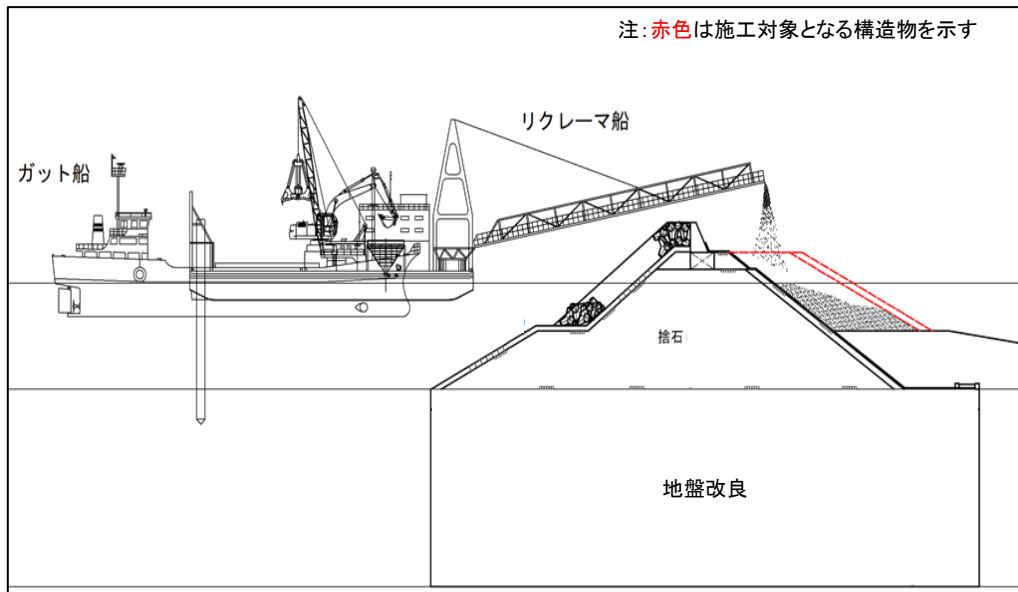 注：赤色は施工対象となる構造物を示す
リクレーマ船
ガット船
捨石
地盤改良